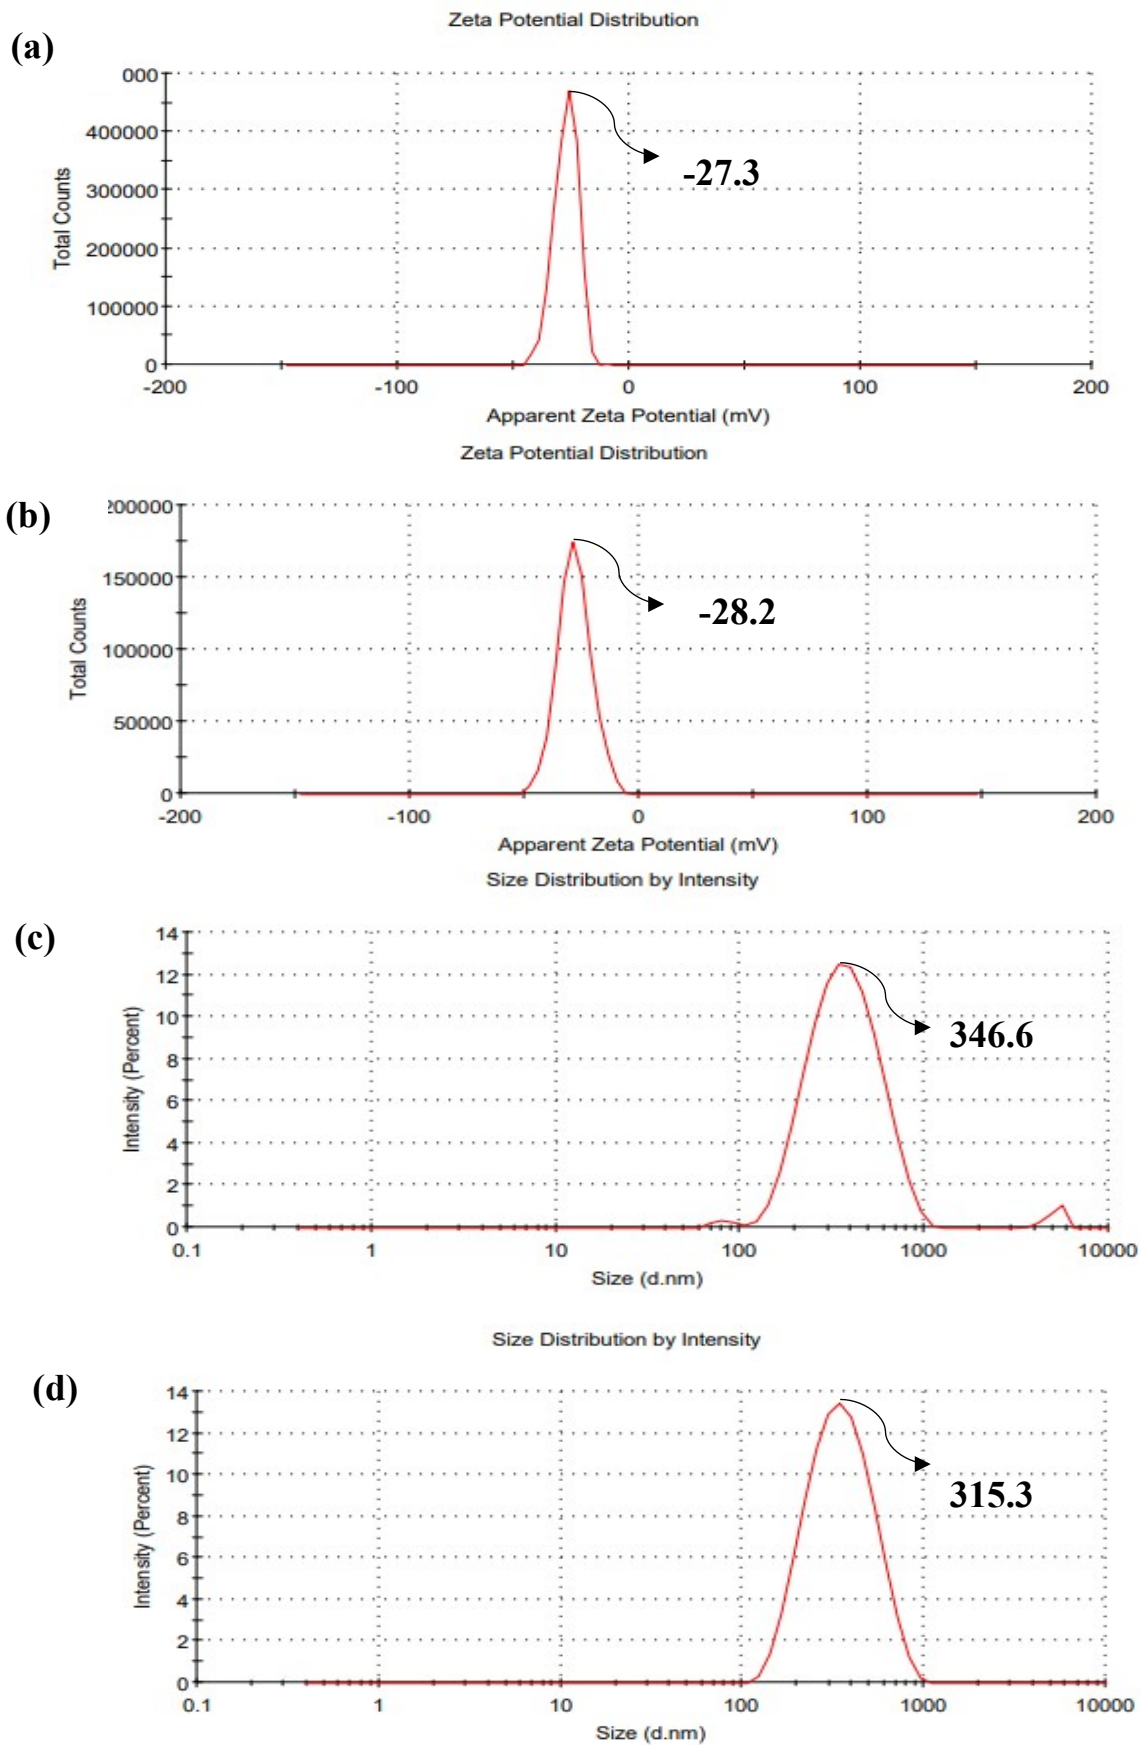 Zeta Potential Distribution
(a)
000
400000
300000
200000
100000
0
Total Counts
-27.3
-200 -100 0 100 200
Apparent Zeta Potential (mV)
Zeta Potential Distribution
(b)
200000
150000
100000
50000
0
Total Counts
-28.2
-200 -100 0 100 200
Apparent Zeta Potential (mV)
Size Distribution by Intensity
(c)
14
12
10
8
6
4
2
0
Intensity (Percent)
346.6
0.1 1 10 100 1000 10000
Size (d.nm)
Size Distribution by Intensity
(d)
14
12
10
8
6
4
2
0
Intensity (Percent)
315.3
0.1 1 10 100 1000 10000
Size (d.nm)